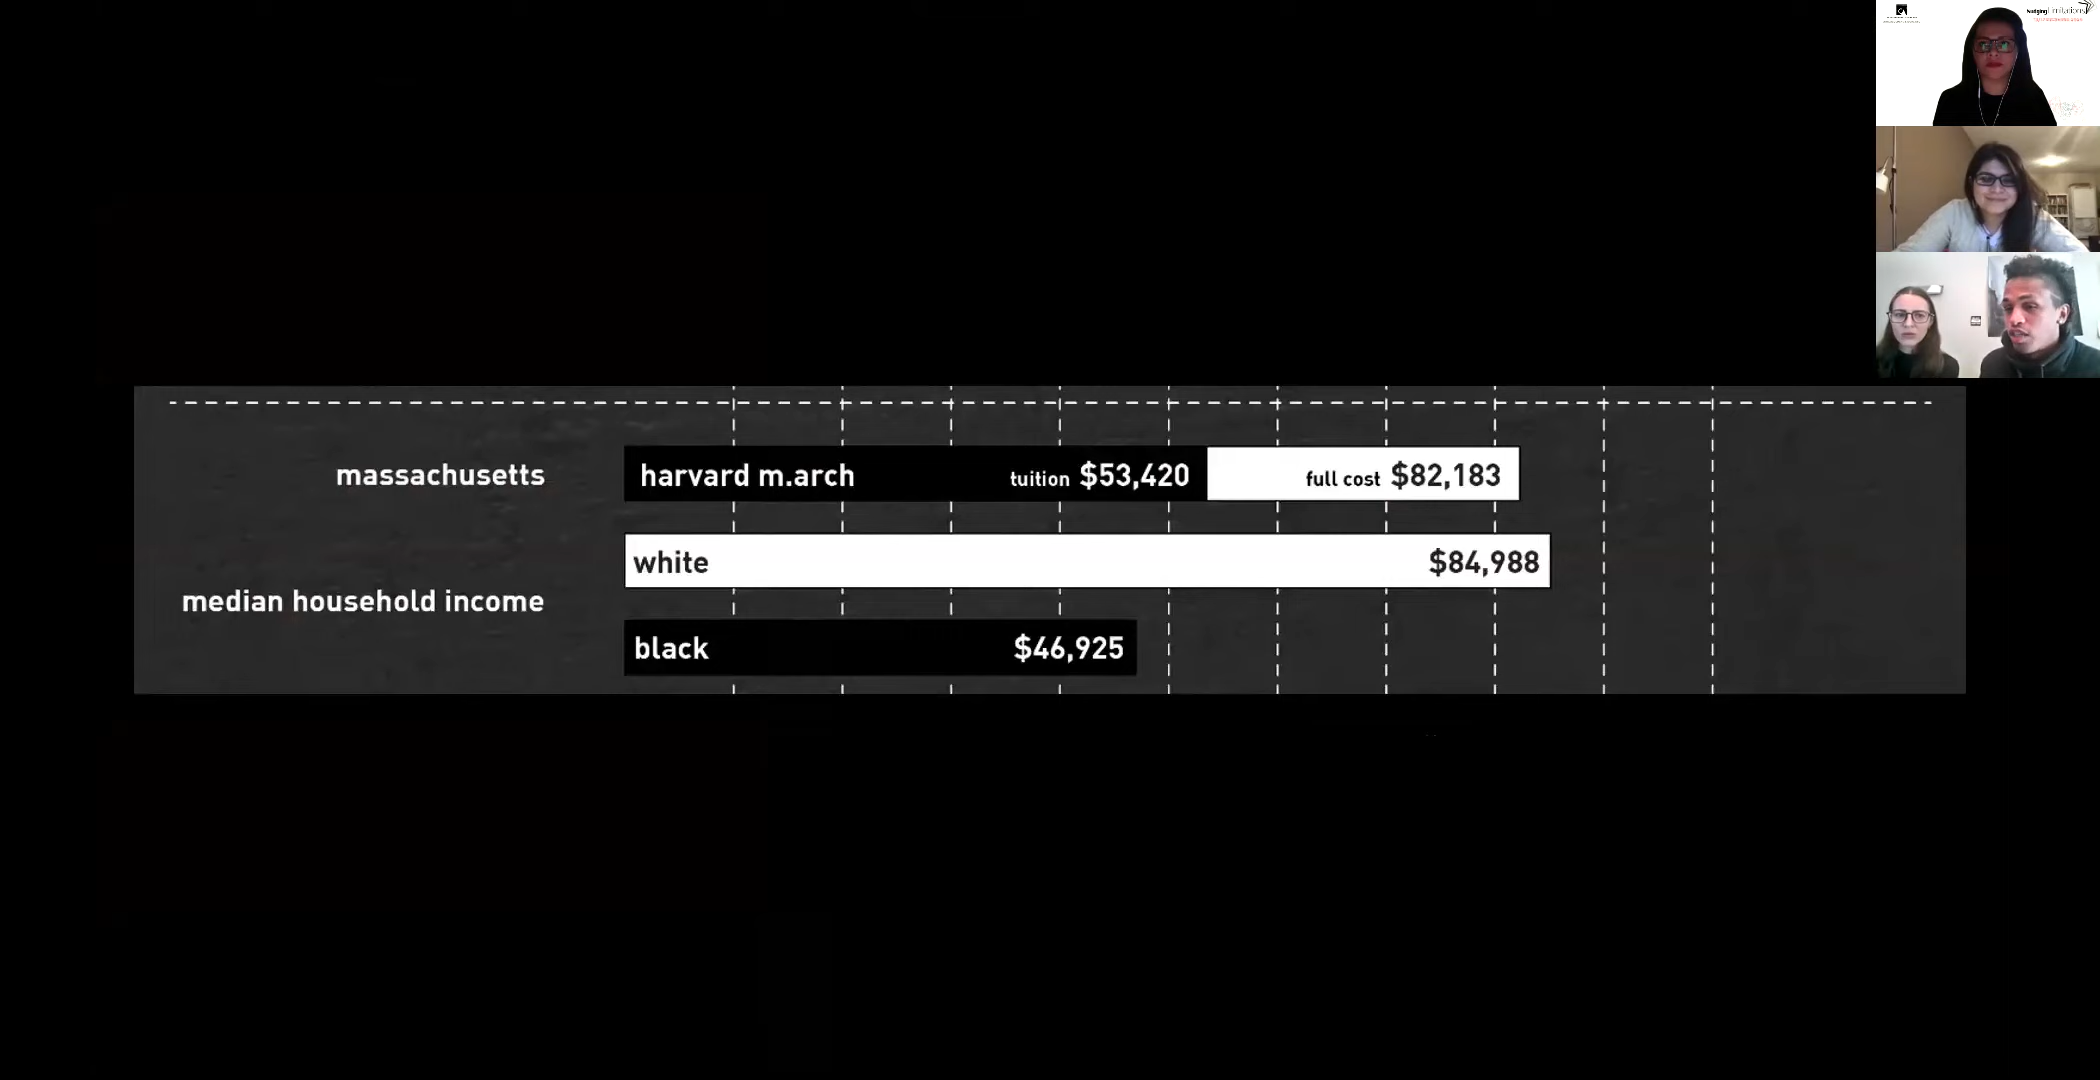 NudgingLimitations
massachusetts
harvard m.arch
tuition $53,420
full cost $82,183
median household income
white
$84,988
black
$46,925